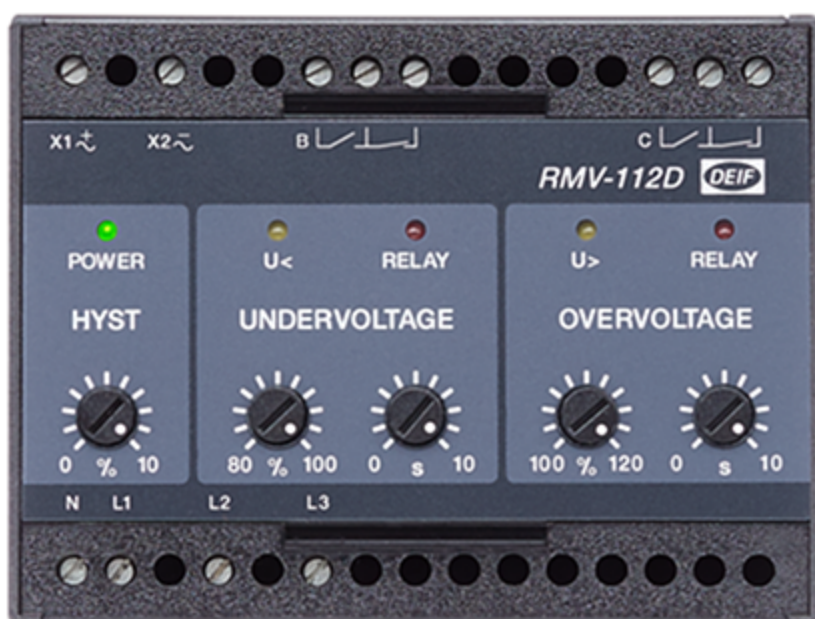 X1 X2 B C
RMV-112D DEIF
POWER U< RELAY U> RELAY
HYST UNDERVOLTAGE OVERVOLTAGE
0 % 10 80 % 100 0 s 10 100 % 120 0 s 10
N L1 L2 L3